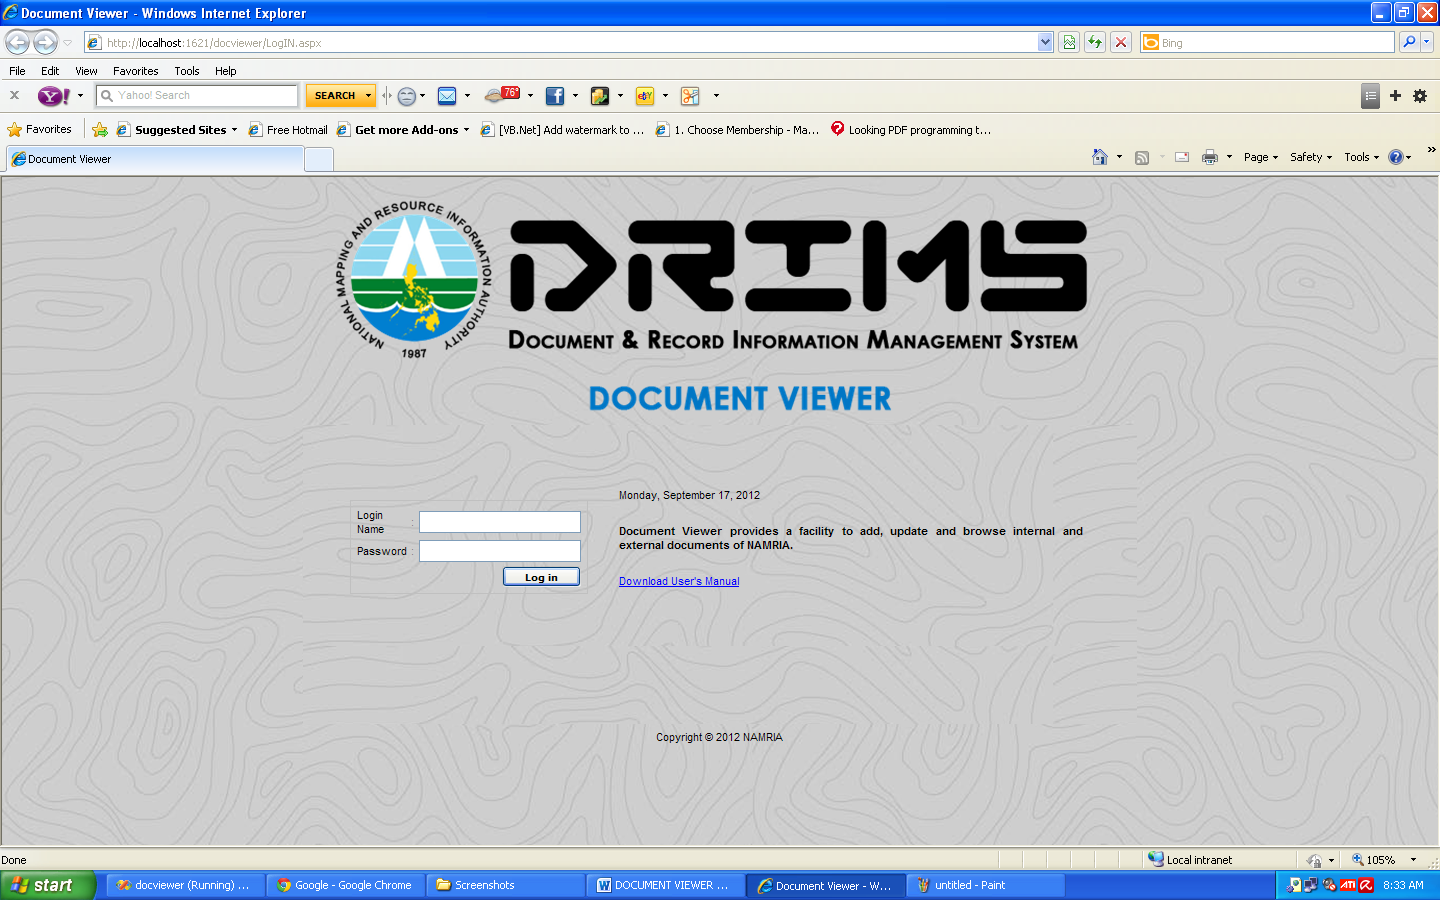 Document Viewer - Windows Internet Explorer
http://localhost:1621/docviewer/LogIN.aspx
Bing
File Edit View Favorites Tools Help
x Y! Yahoo! Search SEARCH 76° ebY
Favorites Suggested Sites Free Hotmail Get more Add-ons [VB.Net] Add watermark to ... 1. Choose Membership - Ma... Looking PDF programming t...
Document Viewer Page Safety Tools
NATIONAL MAPPING AND RESOURCE INFORMATION AUTHORITY
1987
DRIMS
DOCUMENT & RECORD INFORMATION MANAGEMENT SYSTEM
DOCUMENT VIEWER
Monday, September 17, 2012
Login Name :
Password :
Log in
Document Viewer provides a facility to add, update and browse internal and
external documents of NAMRIA.
Download User's Manual
Copyright © 2012 NAMRIA
Done Local intranet 105%
start docviewer (Running) ... Google - Google Chrome Screenshots DOCUMENT VIEWER ... Document Viewer - W... untitled - Paint ATI 8:33 AM